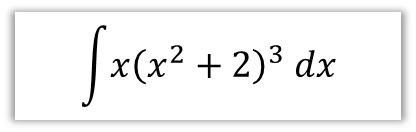 ∫x(x² + 2)³ dx